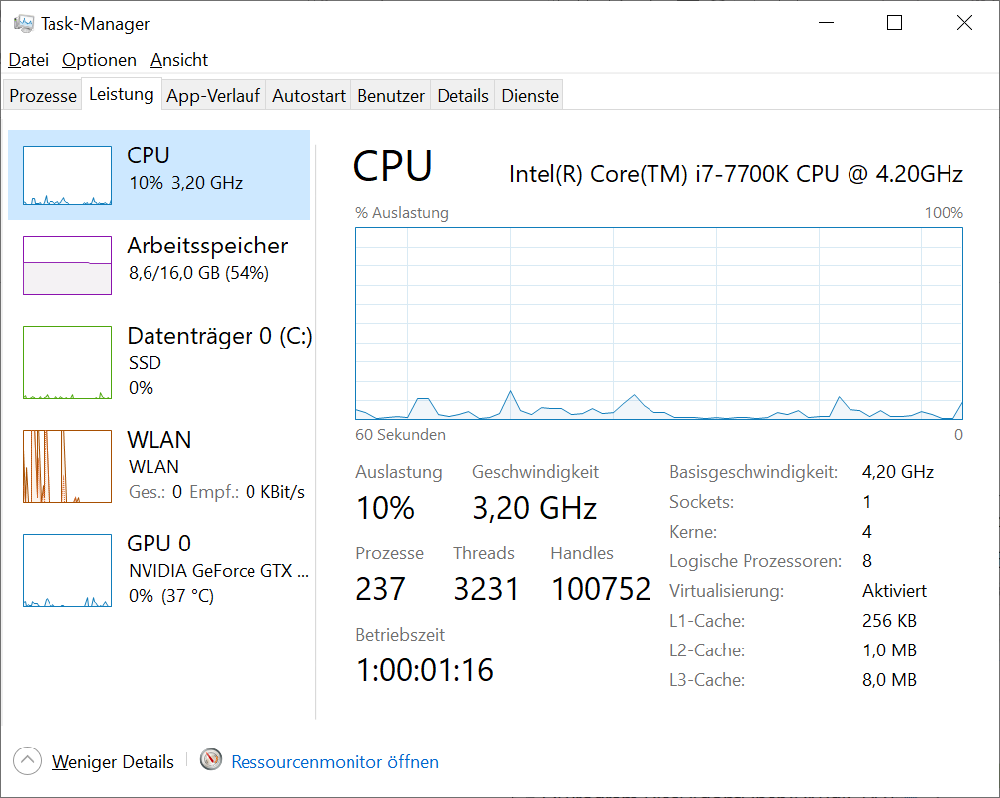 Task-Manager
Datei Optionen Ansicht
Prozesse Leistung App-Verlauf Autostart Benutzer Details Dienste
CPU
10% 3,20 GHz
Arbeitsspeicher
8,6/16,0 GB (54%)
Datenträger 0 (C:)
SSD
0%
WLAN
WLAN
Ges.: 0 Empf.: 0 KBit/s
GPU 0
NVIDIA GeForce GTX ...
0% (37 °C)
CPU Intel(R) Core(TM) i7-7700K CPU @ 4.20GHz
% Auslastung 100%
60 Sekunden 0
Auslastung Geschwindigkeit
10% 3,20 GHz
Prozesse Threads Handles
237 3231 100752
Betriebszeit
1:00:01:16
Basisgeschwindigkeit: 4,20 GHz
Sockets: 1
Kerne: 4
Logische Prozessoren: 8
Virtualisierung: Aktiviert
L1-Cache: 256 KB
L2-Cache: 1,0 MB
L3-Cache: 8,0 MB
Weniger Details Ressourcenmonitor öffnen